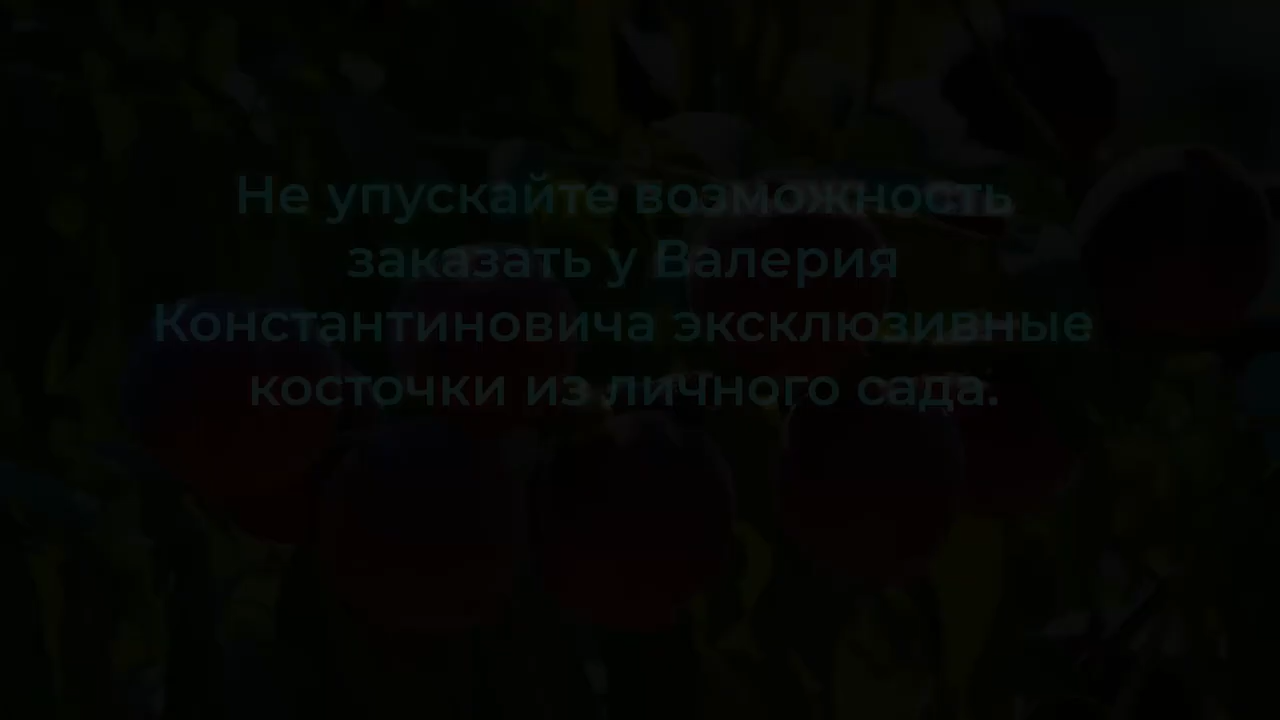 Не упускайте возможность
заказать у Валерия
Константиновича эксклюзивные
косточки из личного сада.